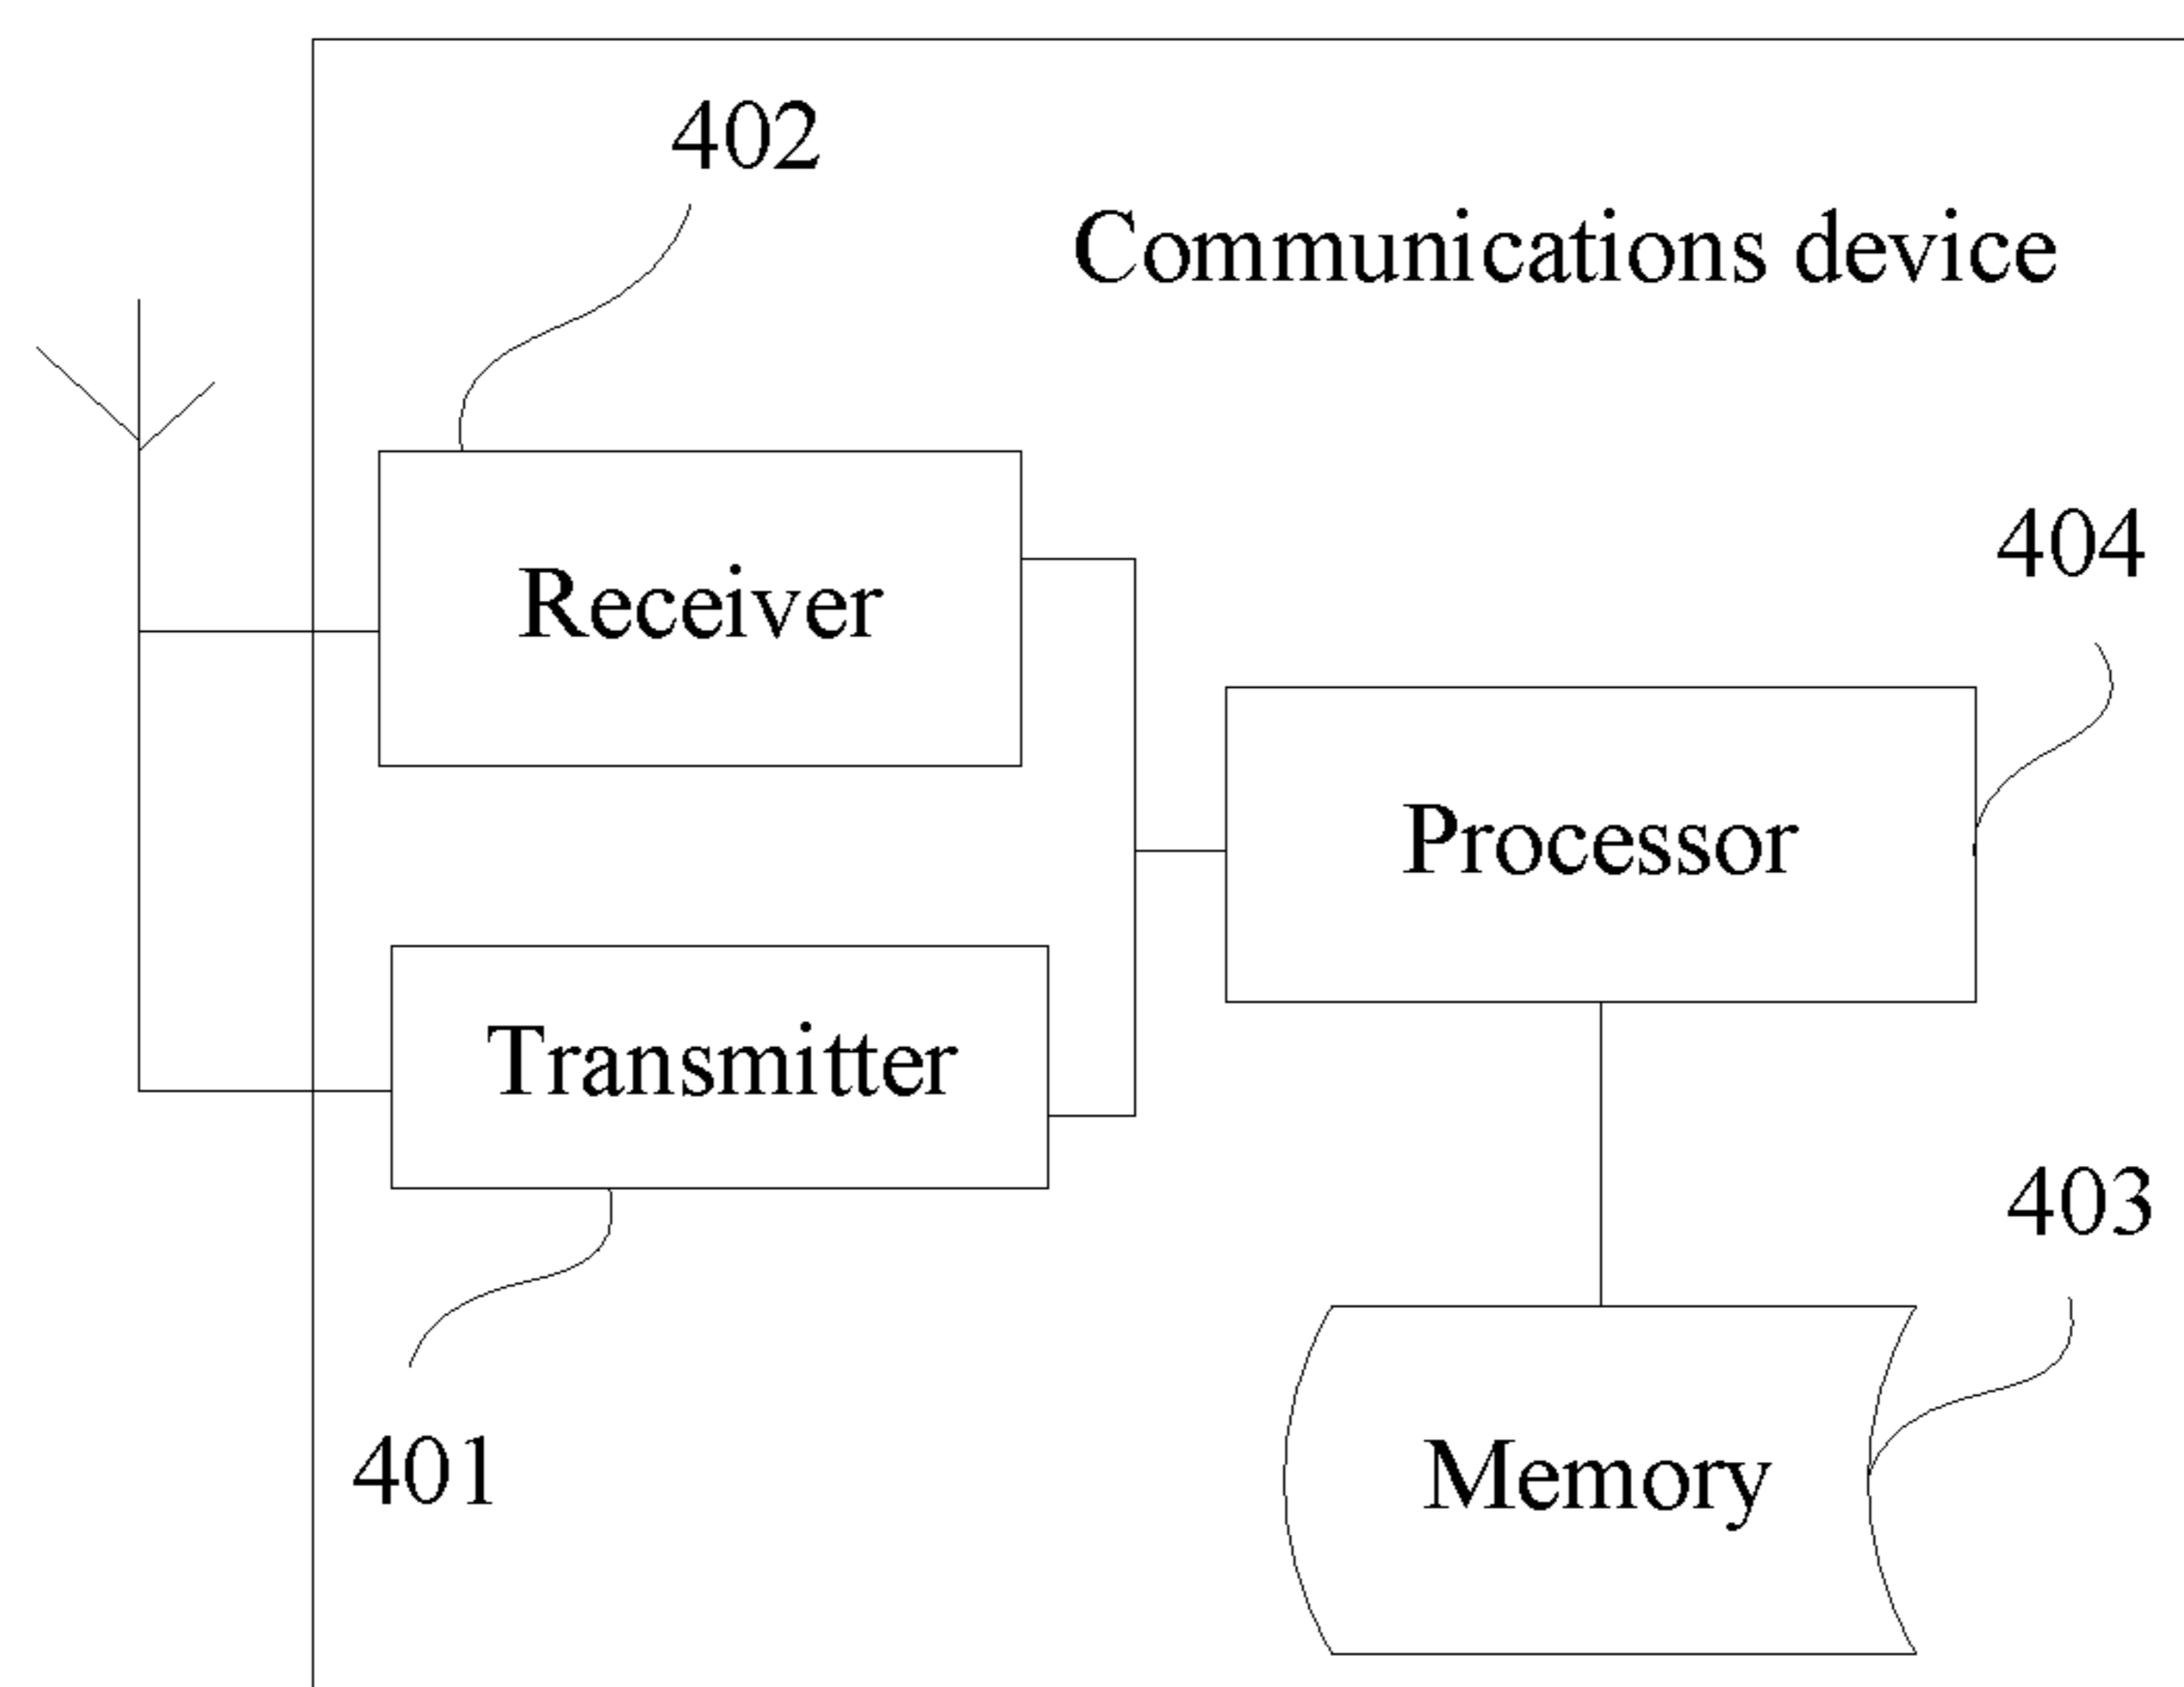 402
Communications device
404
Receiver
Processor
Transmitter
403
401
Memory